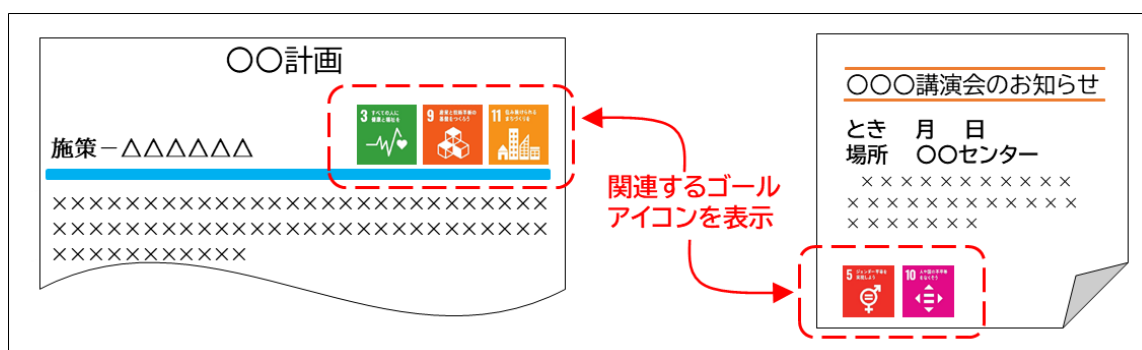 〇〇計画
施策－△△△△△△
3 すべての人に
健康と福祉を
9 産業と技術革新の
基盤をつくろう
11 住み続けられる
まちづくりを
××××××××××××××××××××××××××××××
××××××××××××××××××××××××××××××
××××××××××××
関連するゴール
アイコンを表示
〇〇〇講演会のお知らせ
とき　月　日
場所　〇〇センター
×××××××××××
××××××××××××
×××××××
5 ジェンダー平等を
実現しよう
10 人や国の不平等
をなくそう